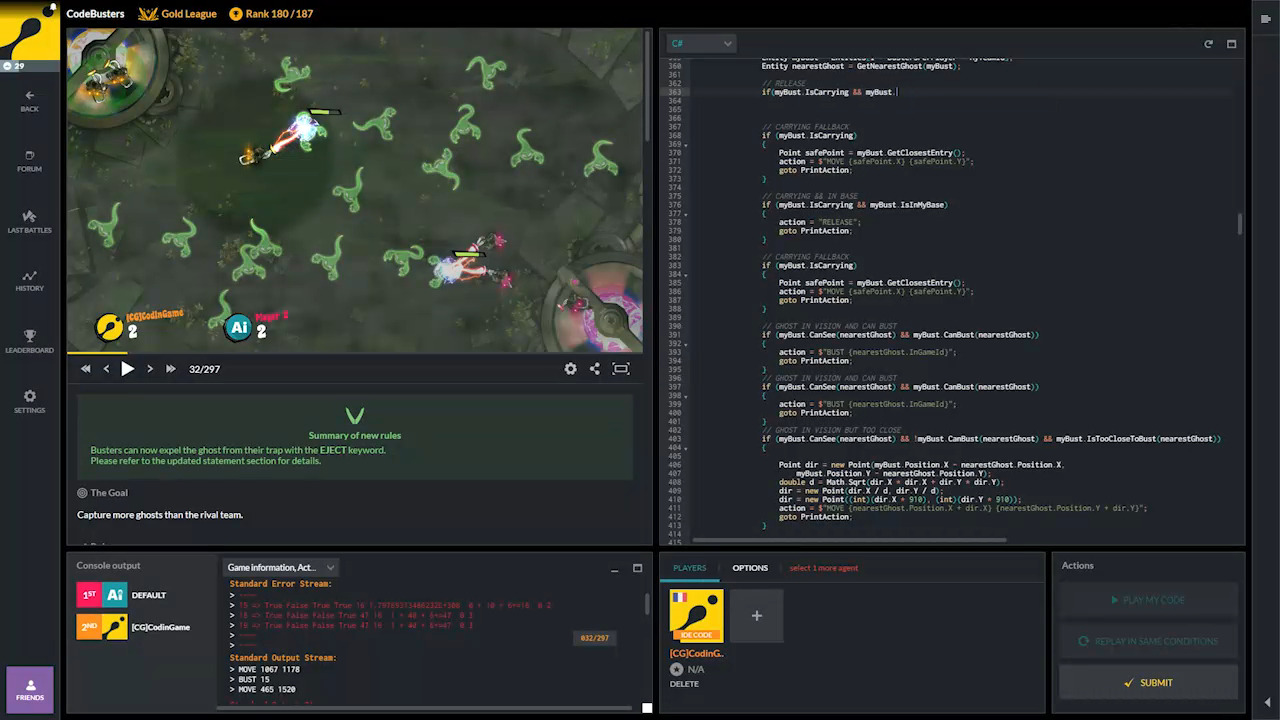 CodeBusters
Gold League
Rank 180 / 187
29
BACK
FORUM
LAST BATTLES
HISTORY
LEADERBOARD
SETTINGS
FRIENDS
[CG]CodinGame
2
Ai
Player 2
2
32/297
Summary of new rules
Busters can now expel the ghost from their trap with the EJECT keyword.
Please refer to the updated statement section for details.
The Goal
Capture more ghosts than the rival team.
Console output
1ST Ai DEFAULT
2ND [CG]CodinGame
Game information, Act...
Standard Error Stream:
032/297
Standard Output Stream:
> MOVE 1067 1178
> BUST 15
> MOVE 465 1520
C#
360 Entity nearestGhost = GetNearestGhost(myBust);
361
362 // RELEASE
363 if(myBust.IsCarrying && myBust.
364
365
366
367 // CARRYING FALLBACK
368 if (myBust.IsCarrying)
369 {
370 Point safePoint = myBust.GetClosestEntry();
371 action = $"MOVE {safePoint.X} {safePoint.Y}";
372 goto PrintAction;
373 }
374
375 // CARRYING && IN BASE
376 if (myBust.IsCarrying && myBust.IsInMyBase)
377 {
378 action = "RELEASE";
379 goto PrintAction;
380 }
381
382 // CARRYING FALLBACK
383 if (myBust.IsCarrying)
384 {
385 Point safePoint = myBust.GetClosestEntry();
386 action = $"MOVE {safePoint.X} {safePoint.Y}";
387 goto PrintAction;
388 }
389
390 // GHOST IN VISION AND CAN BUST
391 if (myBust.CanSee(nearestGhost) && myBust.CanBust(nearestGhost))
392 {
393 action = $"BUST {nearestGhost.InGameId}";
394 goto PrintAction;
395 }
396 // GHOST IN VISION AND CAN BUST
397 if (myBust.CanSee(nearestGhost) && myBust.CanBust(nearestGhost))
398 {
399 action = $"BUST {nearestGhost.InGameId}";
400 goto PrintAction;
401 }
402 // GHOST IN VISION BUT TOO CLOSE
403 if (myBust.CanSee(nearestGhost) && !myBust.CanBust(nearestGhost) && myBust.IsTooCloseToBust(nearestGhost))
404 {
405
406 Point dir = new Point(myBust.Position.X - nearestGhost.Position.X,
407 myBust.Position.Y - nearestGhost.Position.Y);
408 double d = Math.Sqrt(dir.X * dir.X + dir.Y * dir.Y);
409 dir = new Point(dir.X / d, dir.Y / d);
410 dir = new Point((int)(dir.X * 910), (int)(dir.Y * 910));
411 action = $"MOVE {nearestGhost.Position.X + dir.X} {nearestGhost.Position.Y + dir.Y}";
412 goto PrintAction;
413 }
414
415
PLAYERS
OPTIONS
select 1 more agent
IDE CODE
[CG]CodinG..
N/A
DELETE
Actions
PLAY MY CODE
REPLAY IN SAME CONDITIONS
SUBMIT